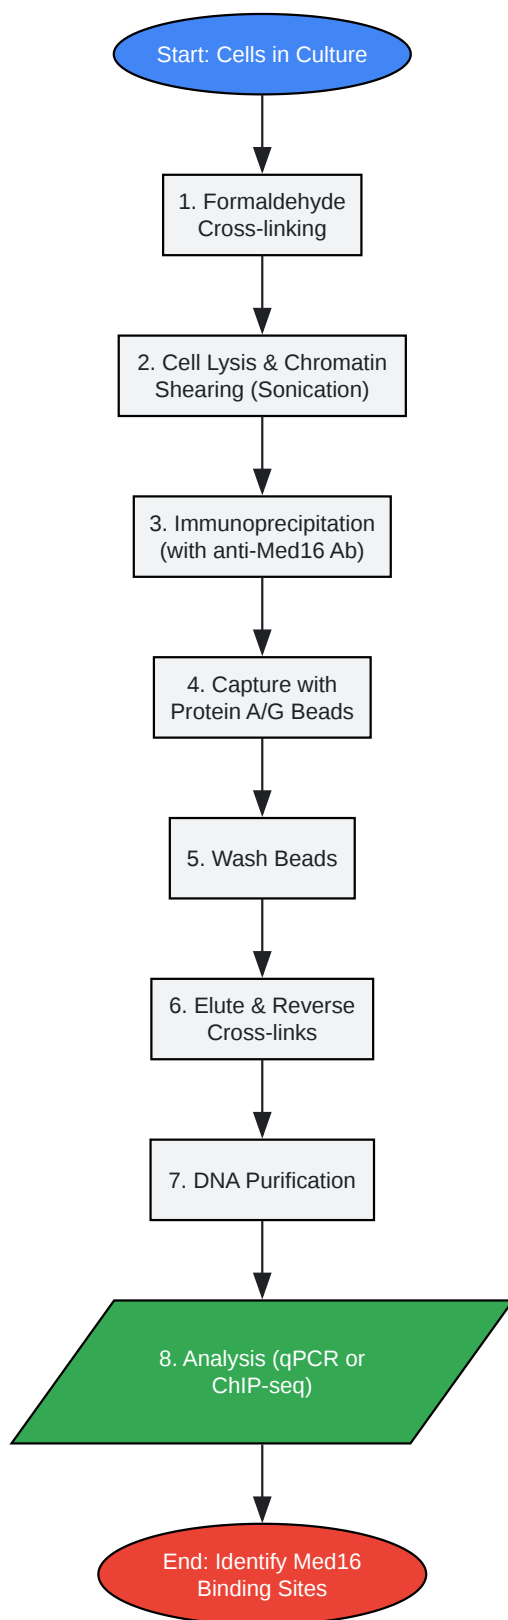 Start: Cells in Culture
1. Formaldehyde
Cross-linking
2. Cell Lysis & Chromatin
Shearing (Sonication)
3. Immunoprecipitation
(with anti-Med16 Ab)
4. Capture with
Protein A/G Beads
5. Wash Beads
6. Elute & Reverse
Cross-links
7. DNA Purification
8. Analysis (qPCR or
ChIP-seq)
End: Identify Med16
Binding Sites